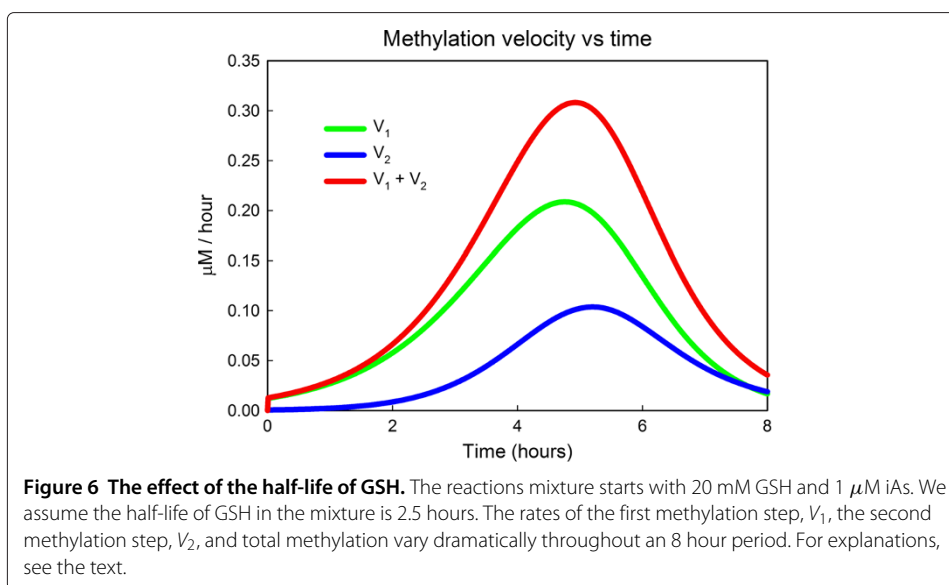 Methylation velocity vs time
0.35
0.30
0.25
0.20
0.15
0.10
0.05
0.00
μM / hour
V₁
V₂
V₁ + V₂
0 2 4 6 8
Time (hours)
Figure 6 The effect of the half-life of GSH. The reactions mixture starts with 20 mM GSH and 1 μM iAs. We
assume the half-life of GSH in the mixture is 2.5 hours. The rates of the first methylation step, V₁, the second
methylation step, V₂, and total methylation vary dramatically throughout an 8 hour period. For explanations,
see the text.